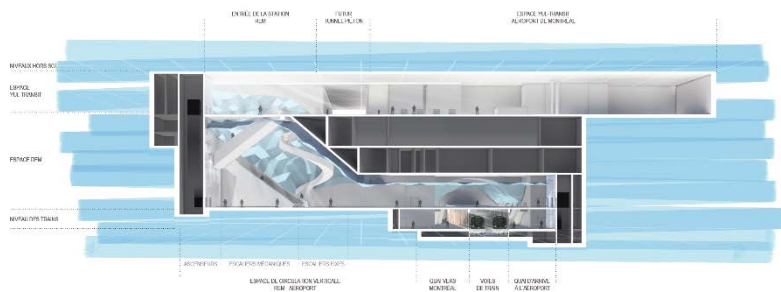 ENTRÉE DE LA STATION
REM
FUTUR
TUNNEL PIÉTON
ESPACE YUL-TRANSIT
AÉROPORT DE MONTRÉAL
NIVEAUX HORS SOL
ESPACE
YUL TRANSIT
ESPACE REM
NIVEAU DES TRAINS
ASCENSEURS
ESCALIERS MÉCANIQUES
ESCALIERS FIXES
ESPACE DE CIRCULATION VERTICALE
REM - AÉROPORT
QUAI VERS
MONTRÉAL
VOIES
DE TRAIN
QUAI D'ARRIVÉE
À L'AÉROPORT